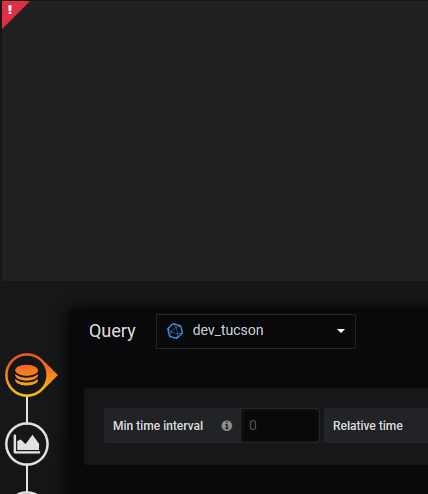 !
Query
dev_tucson
Min time interval
0
Relative time